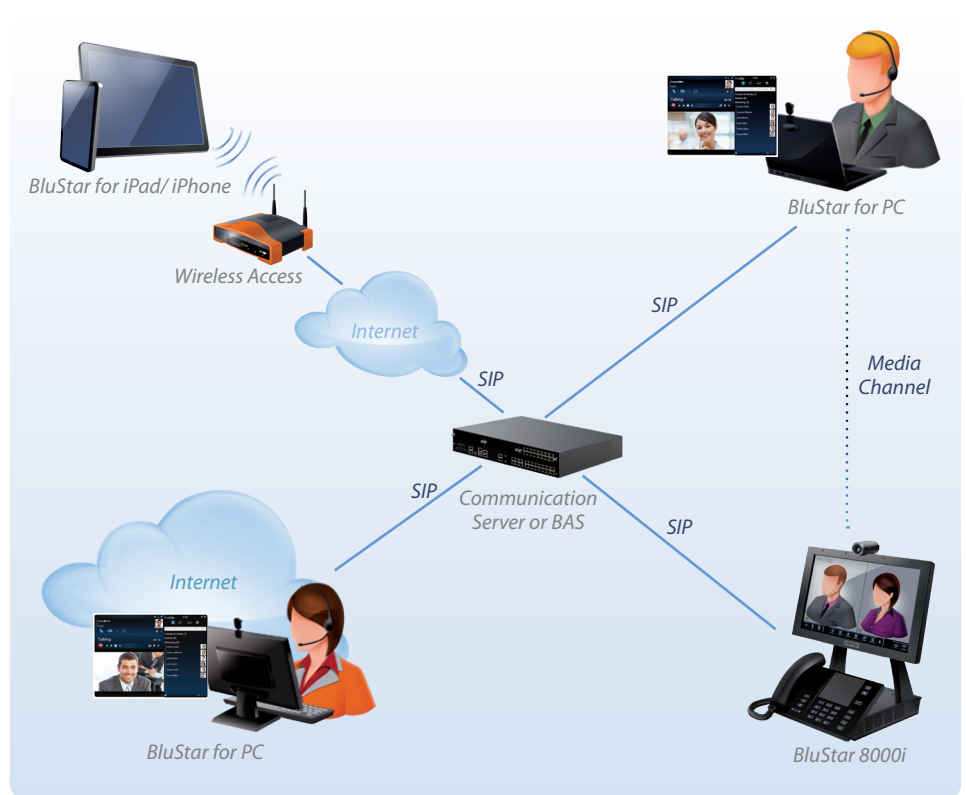 BluStar for iPad/ iPhone
Wireless Access
Internet
SIP
BluStar for PC
SIP
Media
Channel
Communication
Server or BAS
SIP
SIP
Internet
Talking
Talking
BluStar for PC
BluStar 8000i